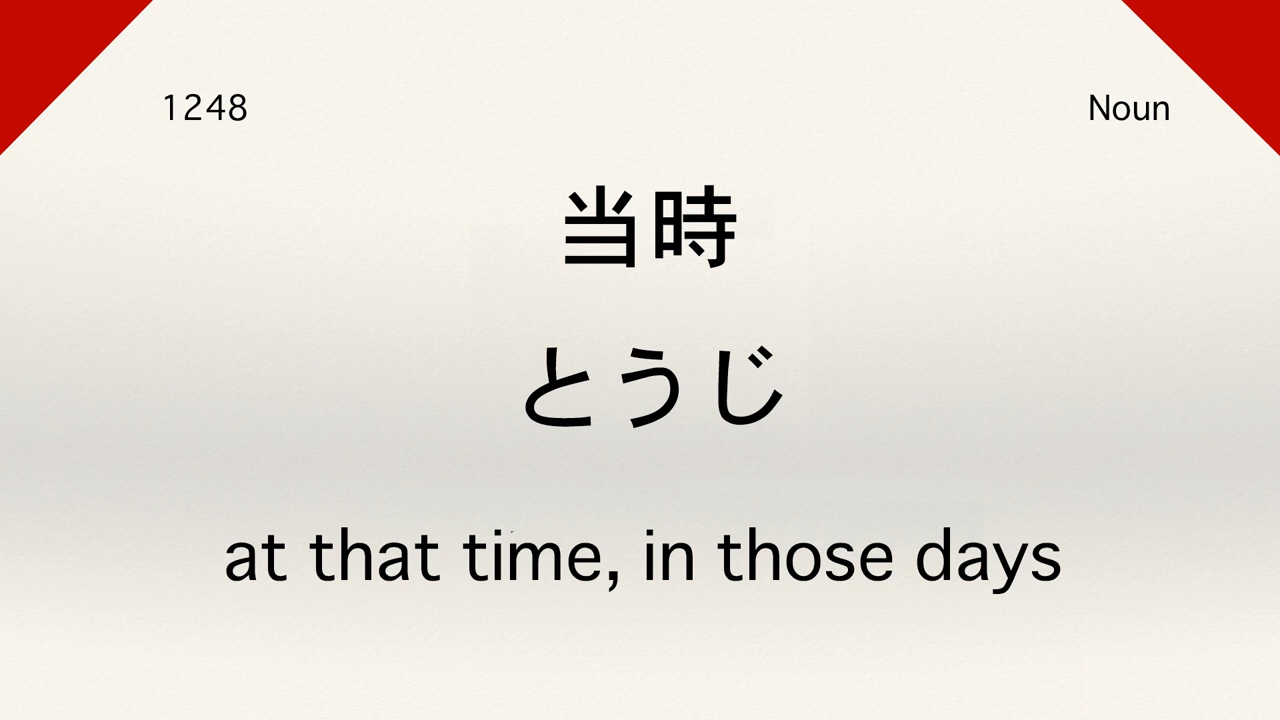 1248
Noun
当時
とうじ
at that time, in those days